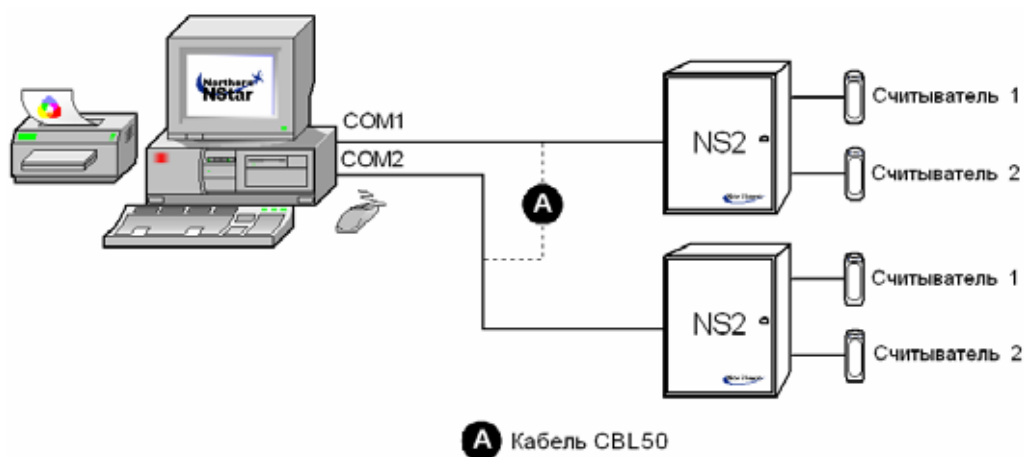 Northern
NStar
COM1
COM2
NS2
Считыватель 1
Считыватель 2
NS2
Считыватель 1
Считыватель 2
A
A Кабель CBL50